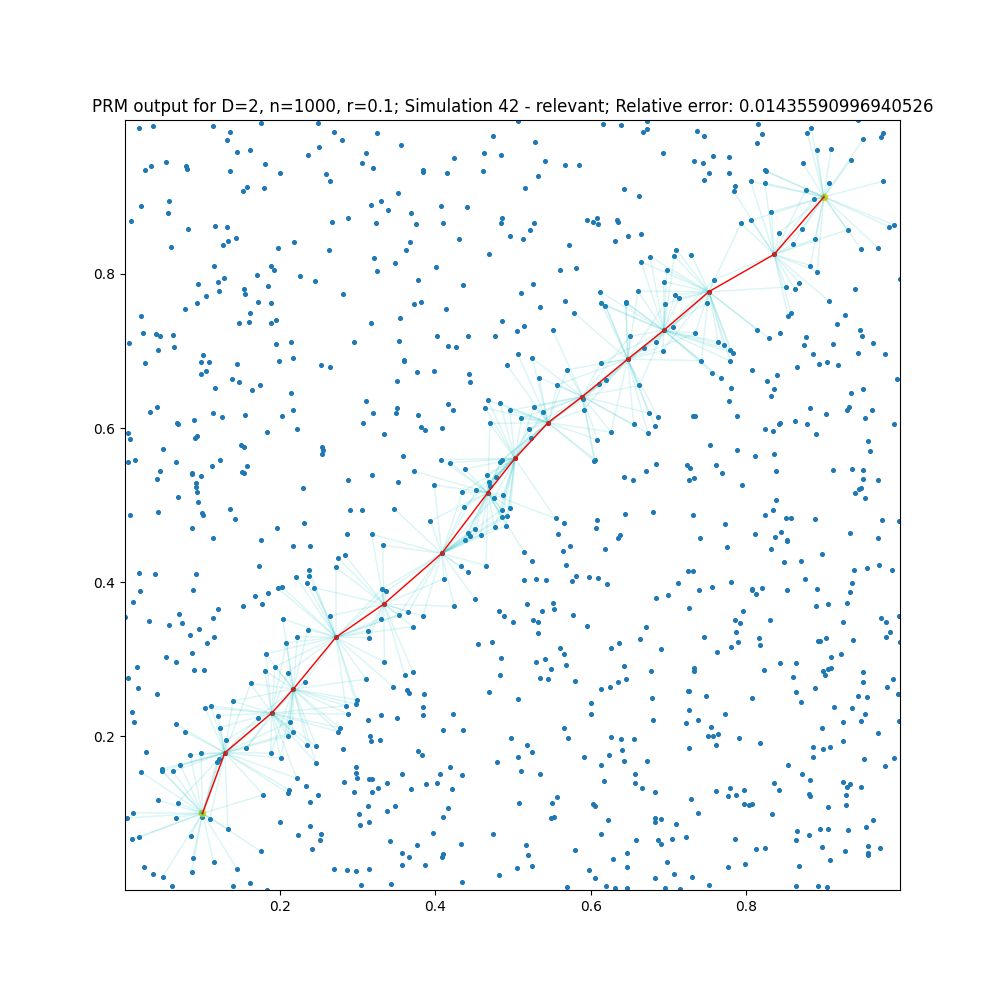 PRM output for D=2, n=1000, r=0.1; Simulation 42 - relevant; Relative error: 0.01435590996940526
0.8
0.6
0.4
0.2
0.2 0.4 0.6 0.8